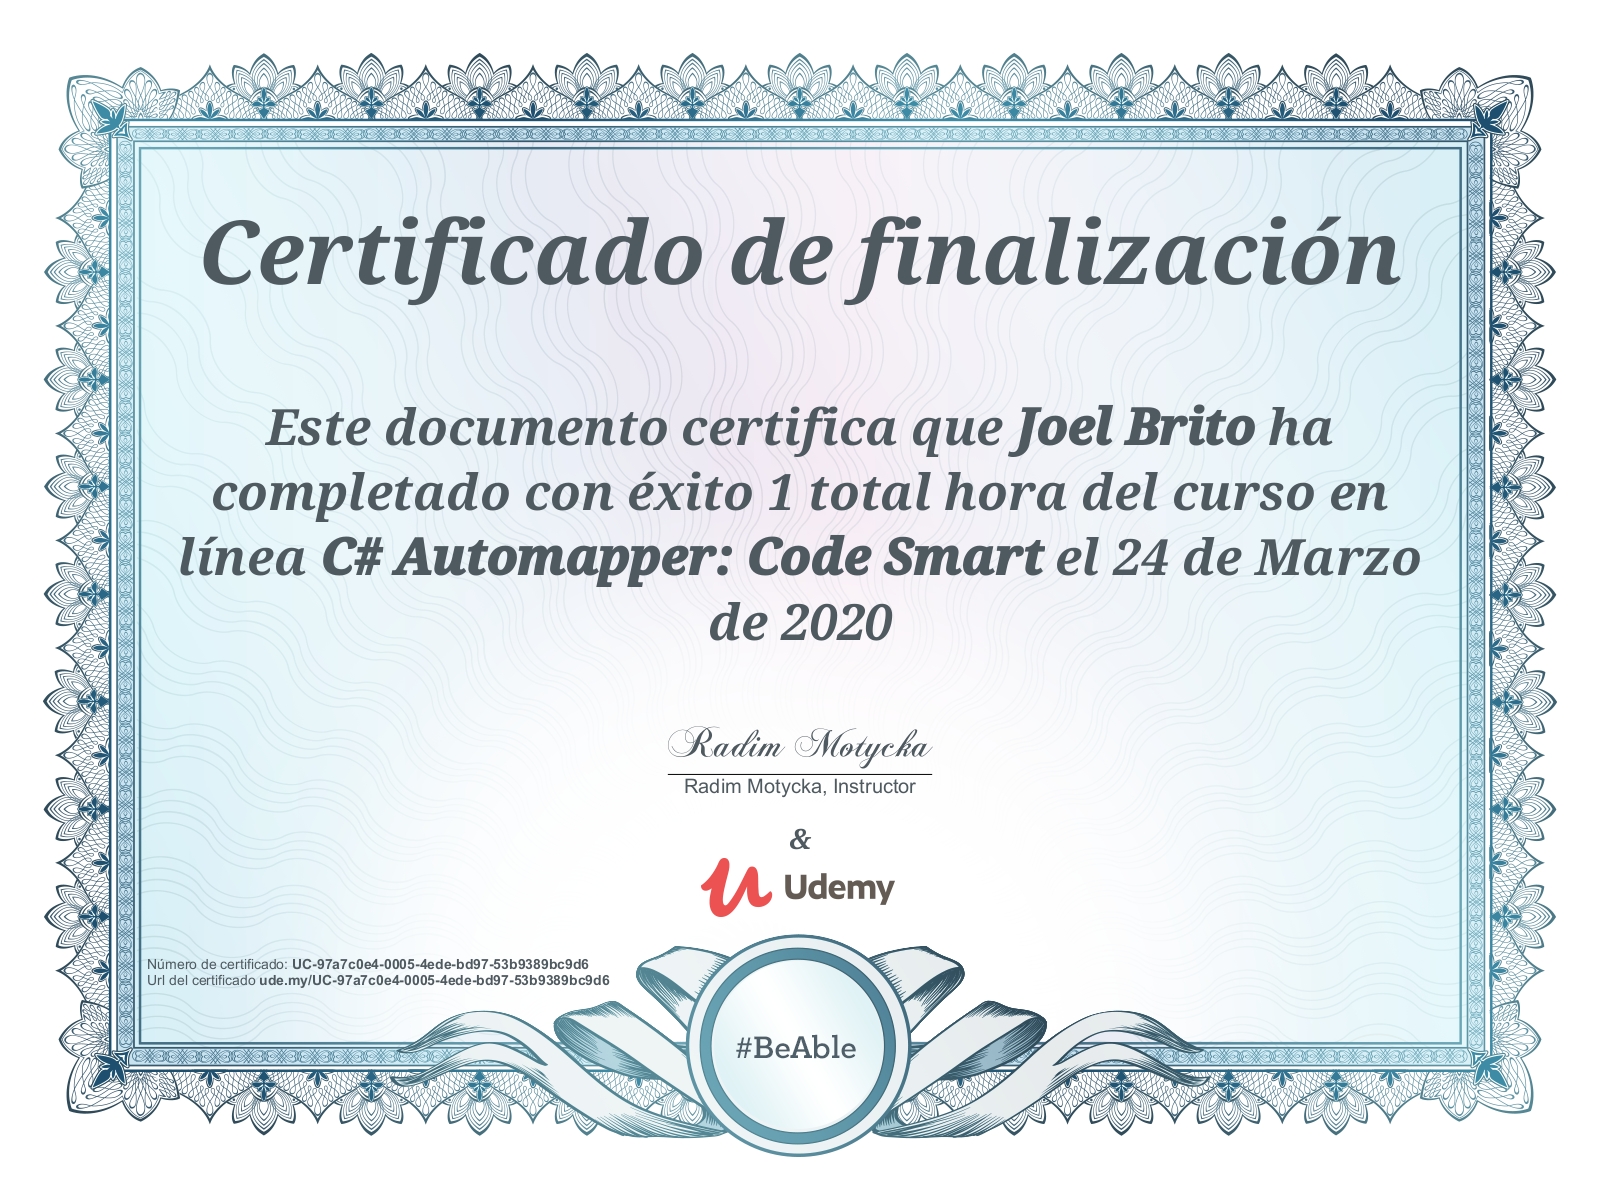 Certificado de finalización
Este documento certifica que Joel Brito ha
completado con éxito 1 total hora del curso en
línea C# Automapper: Code Smart el 24 de Marzo
de 2020
Radim Motycka
Radim Motycka, Instructor
&
Udemy
Número de certificado: UC-97a7c0e4-0005-4ede-bd97-53b9389bc9d6
Url del certificado ude.my/UC-97a7c0e4-0005-4ede-bd97-53b9389bc9d6
#BeAble